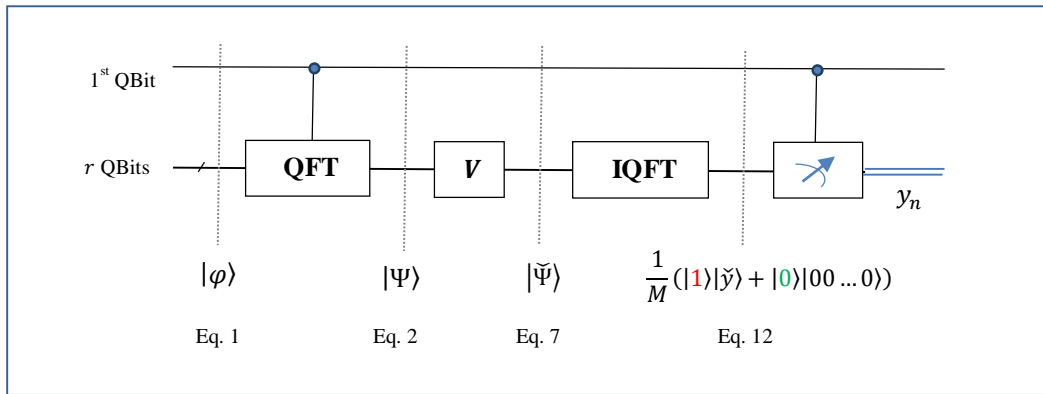 1st QBit
r QBits
QFT
V
IQFT
yₙ
|φ⟩
|Ψ⟩
|Ψ̆⟩
1/M (|1⟩|y̆⟩ + |0⟩|00 … 0⟩)
Eq. 1
Eq. 2
Eq. 7
Eq. 12